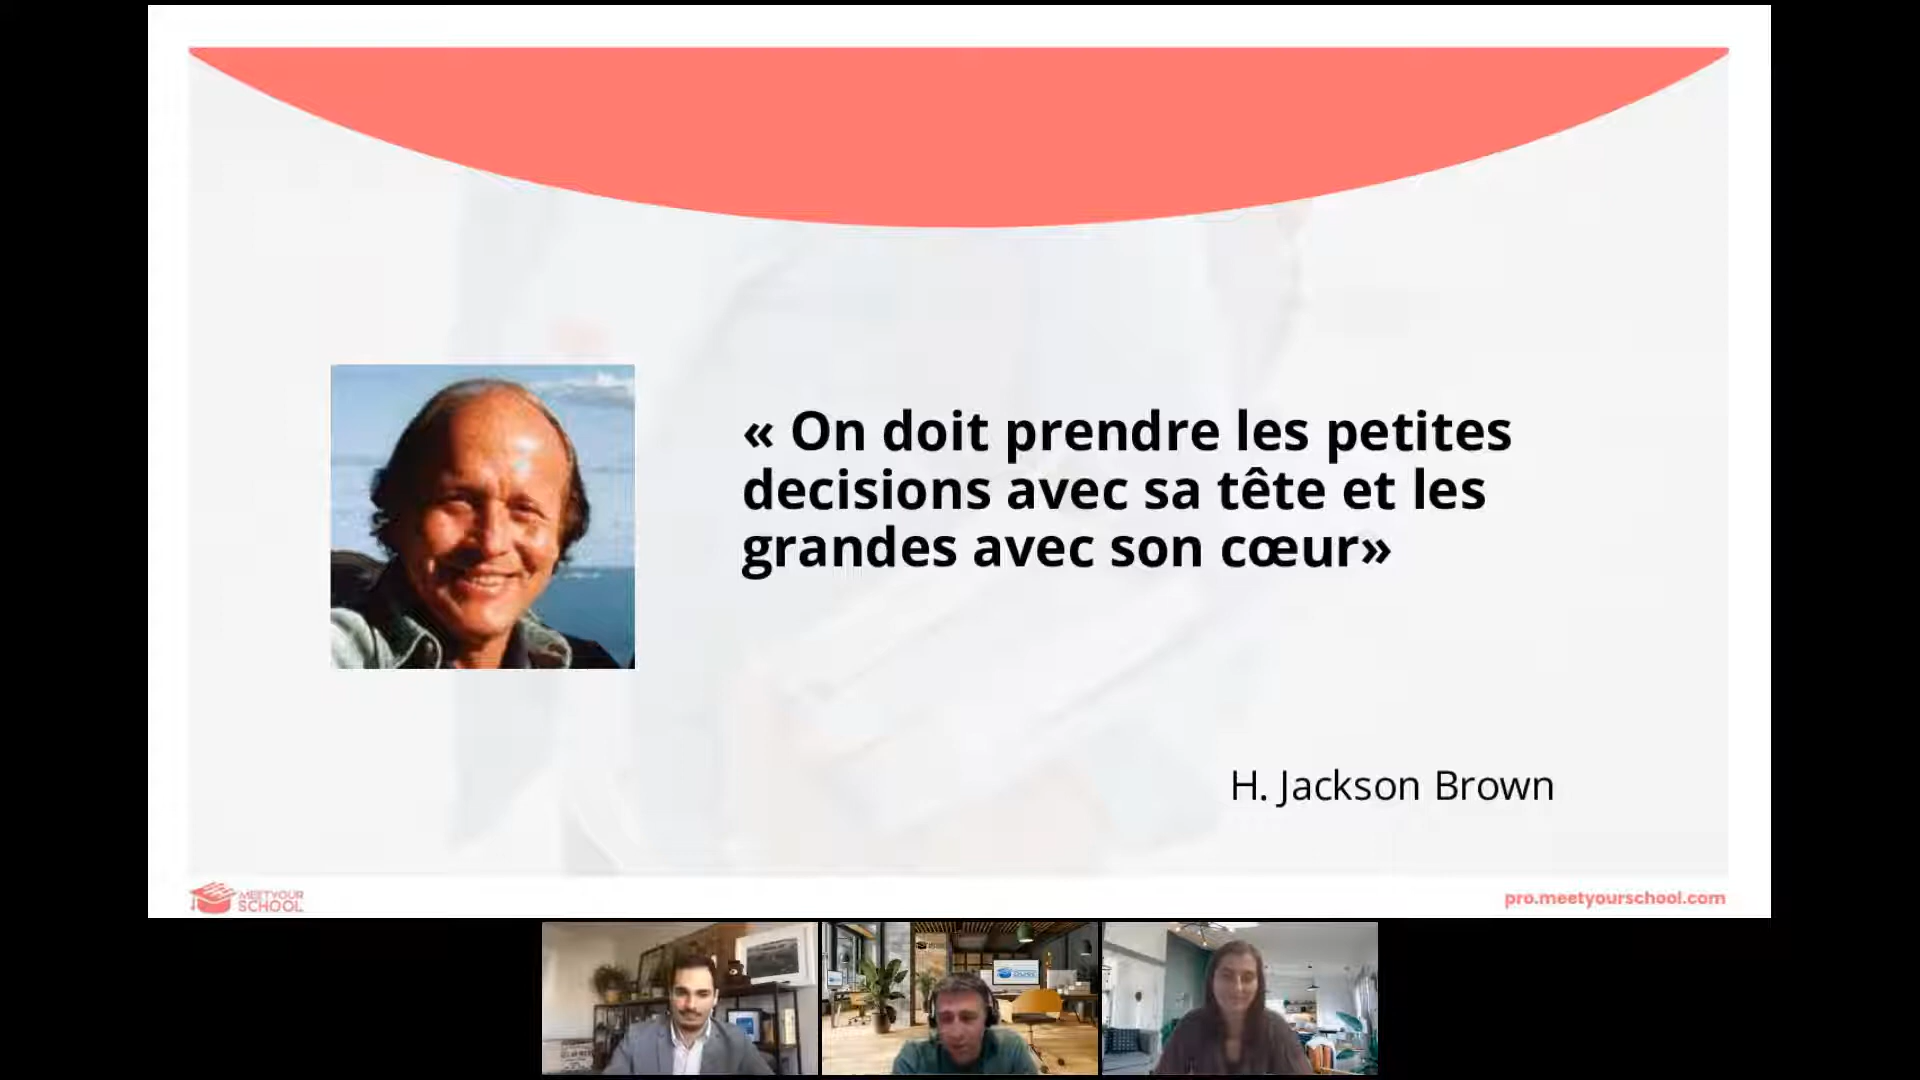 « On doit prendre les petites
decisions avec sa tête et les
grandes avec son cœur»
H. Jackson Brown
MEETYOUR
SCHOOL
pro.meetyourschool.com